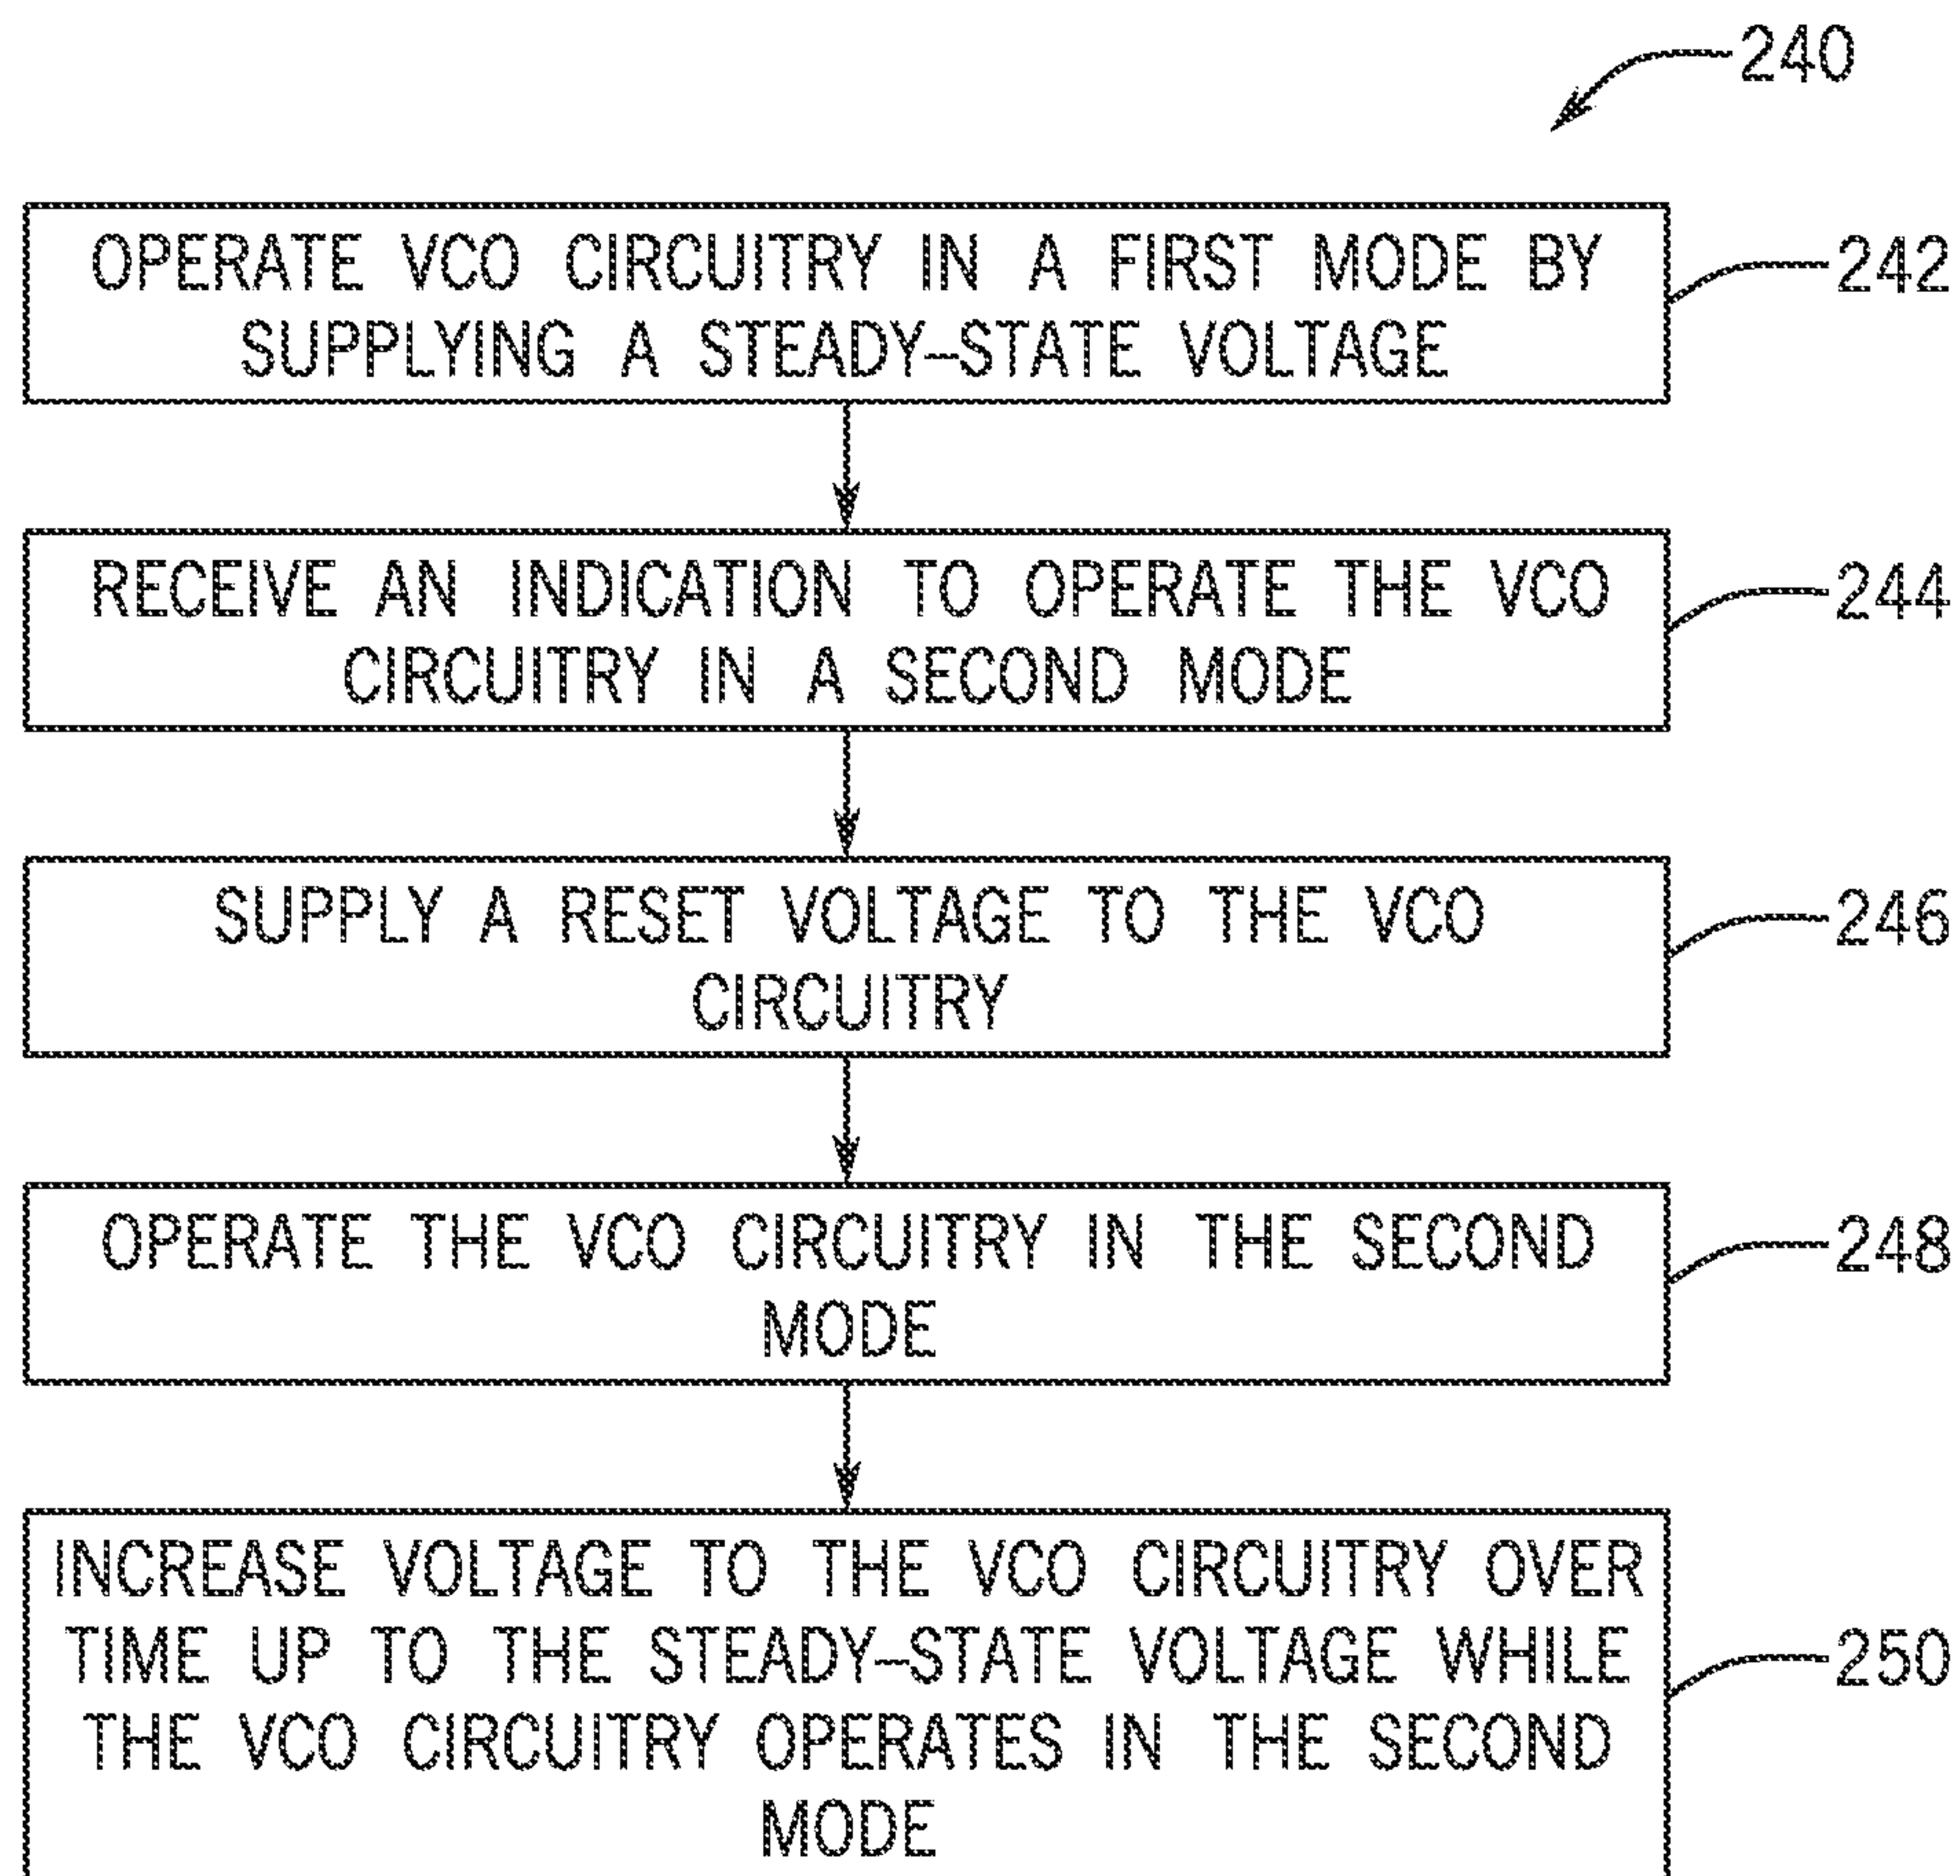 240
OPERATE VCO CIRCUITRY IN A FIRST MODE BY
SUPPLYING A STEADY-STATE VOLTAGE
242
RECEIVE AN INDICATION TO OPERATE THE VCO
CIRCUITRY IN A SECOND MODE
244
SUPPLY A RESET VOLTAGE TO THE VCO
CIRCUITRY
246
OPERATE THE VCO CIRCUITRY IN THE SECOND
MODE
248
INCREASE VOLTAGE TO THE VCO CIRCUITRY OVER
TIME UP TO THE STEADY-STATE VOLTAGE WHILE
THE VCO CIRCUITRY OPERATES IN THE SECOND
MODE
250